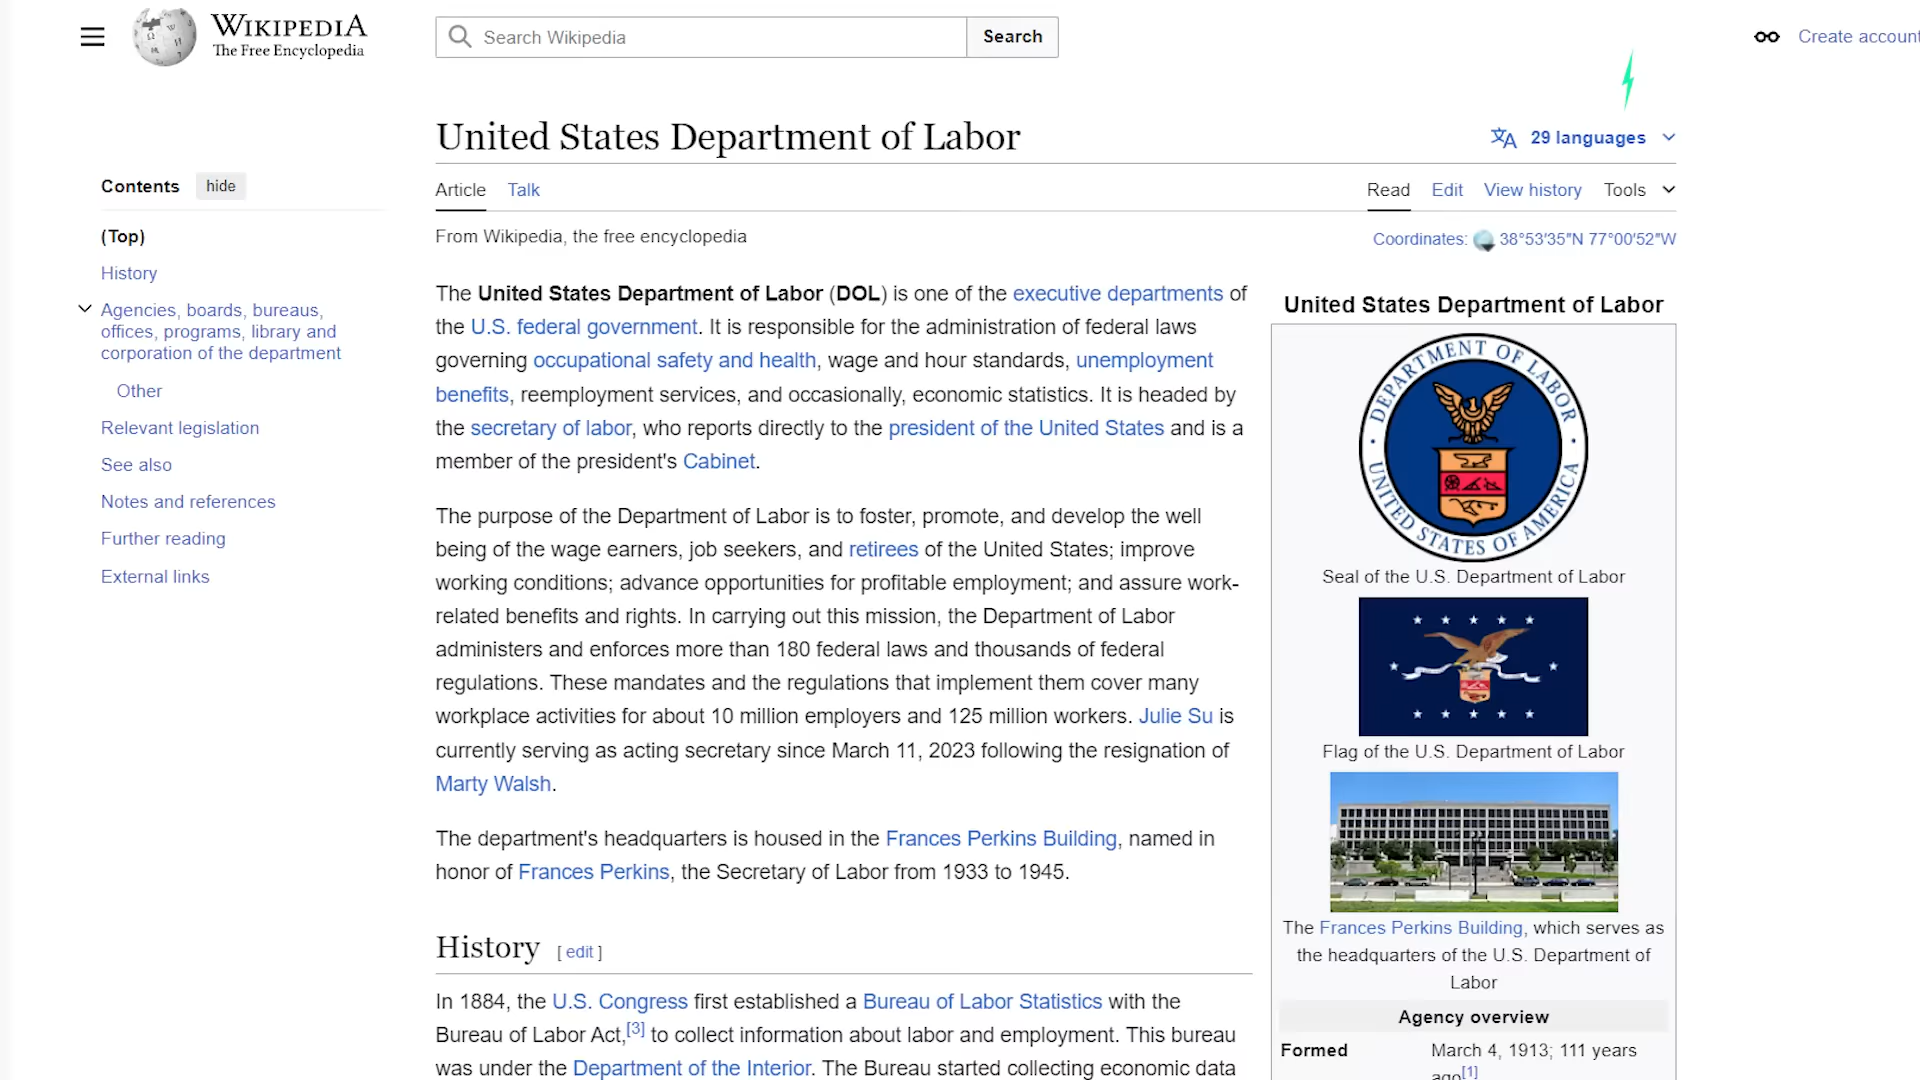 WIKIPEDIA
The Free Encyclopedia
Search Wikipedia
Search
Create account
United States Department of Labor
29 languages
Contents hide
(Top)
History
Agencies, boards, bureaus,
offices, programs, library and
corporation of the department
Other
Relevant legislation
See also
Notes and references
Further reading
External links
Article Talk
Read Edit View history Tools
From Wikipedia, the free encyclopedia
Coordinates: 38°53′35″N 77°00′52″W
The United States Department of Labor (DOL) is one of the executive departments of
the U.S. federal government. It is responsible for the administration of federal laws
governing occupational safety and health, wage and hour standards, unemployment
benefits, reemployment services, and occasionally, economic statistics. It is headed by
the secretary of labor, who reports directly to the president of the United States and is a
member of the president's Cabinet.
The purpose of the Department of Labor is to foster, promote, and develop the well
being of the wage earners, job seekers, and retirees of the United States; improve
working conditions; advance opportunities for profitable employment; and assure work-
related benefits and rights. In carrying out this mission, the Department of Labor
administers and enforces more than 180 federal laws and thousands of federal
regulations. These mandates and the regulations that implement them cover many
workplace activities for about 10 million employers and 125 million workers. Julie Su is
currently serving as acting secretary since March 11, 2023 following the resignation of
Marty Walsh.
The department's headquarters is housed in the Frances Perkins Building, named in
honor of Frances Perkins, the Secretary of Labor from 1933 to 1945.
History [ edit ]
In 1884, the U.S. Congress first established a Bureau of Labor Statistics with the
Bureau of Labor Act,[3] to collect information about labor and employment. This bureau
was under the Department of the Interior. The Bureau started collecting economic data
United States Department of Labor
DEPARTMENT OF LABOR
UNITED STATES OF AMERICA
Seal of the U.S. Department of Labor
Flag of the U.S. Department of Labor
The Frances Perkins Building, which serves as
the headquarters of the U.S. Department of
Labor
Agency overview
Formed March 4, 1913; 111 years
ago[1]